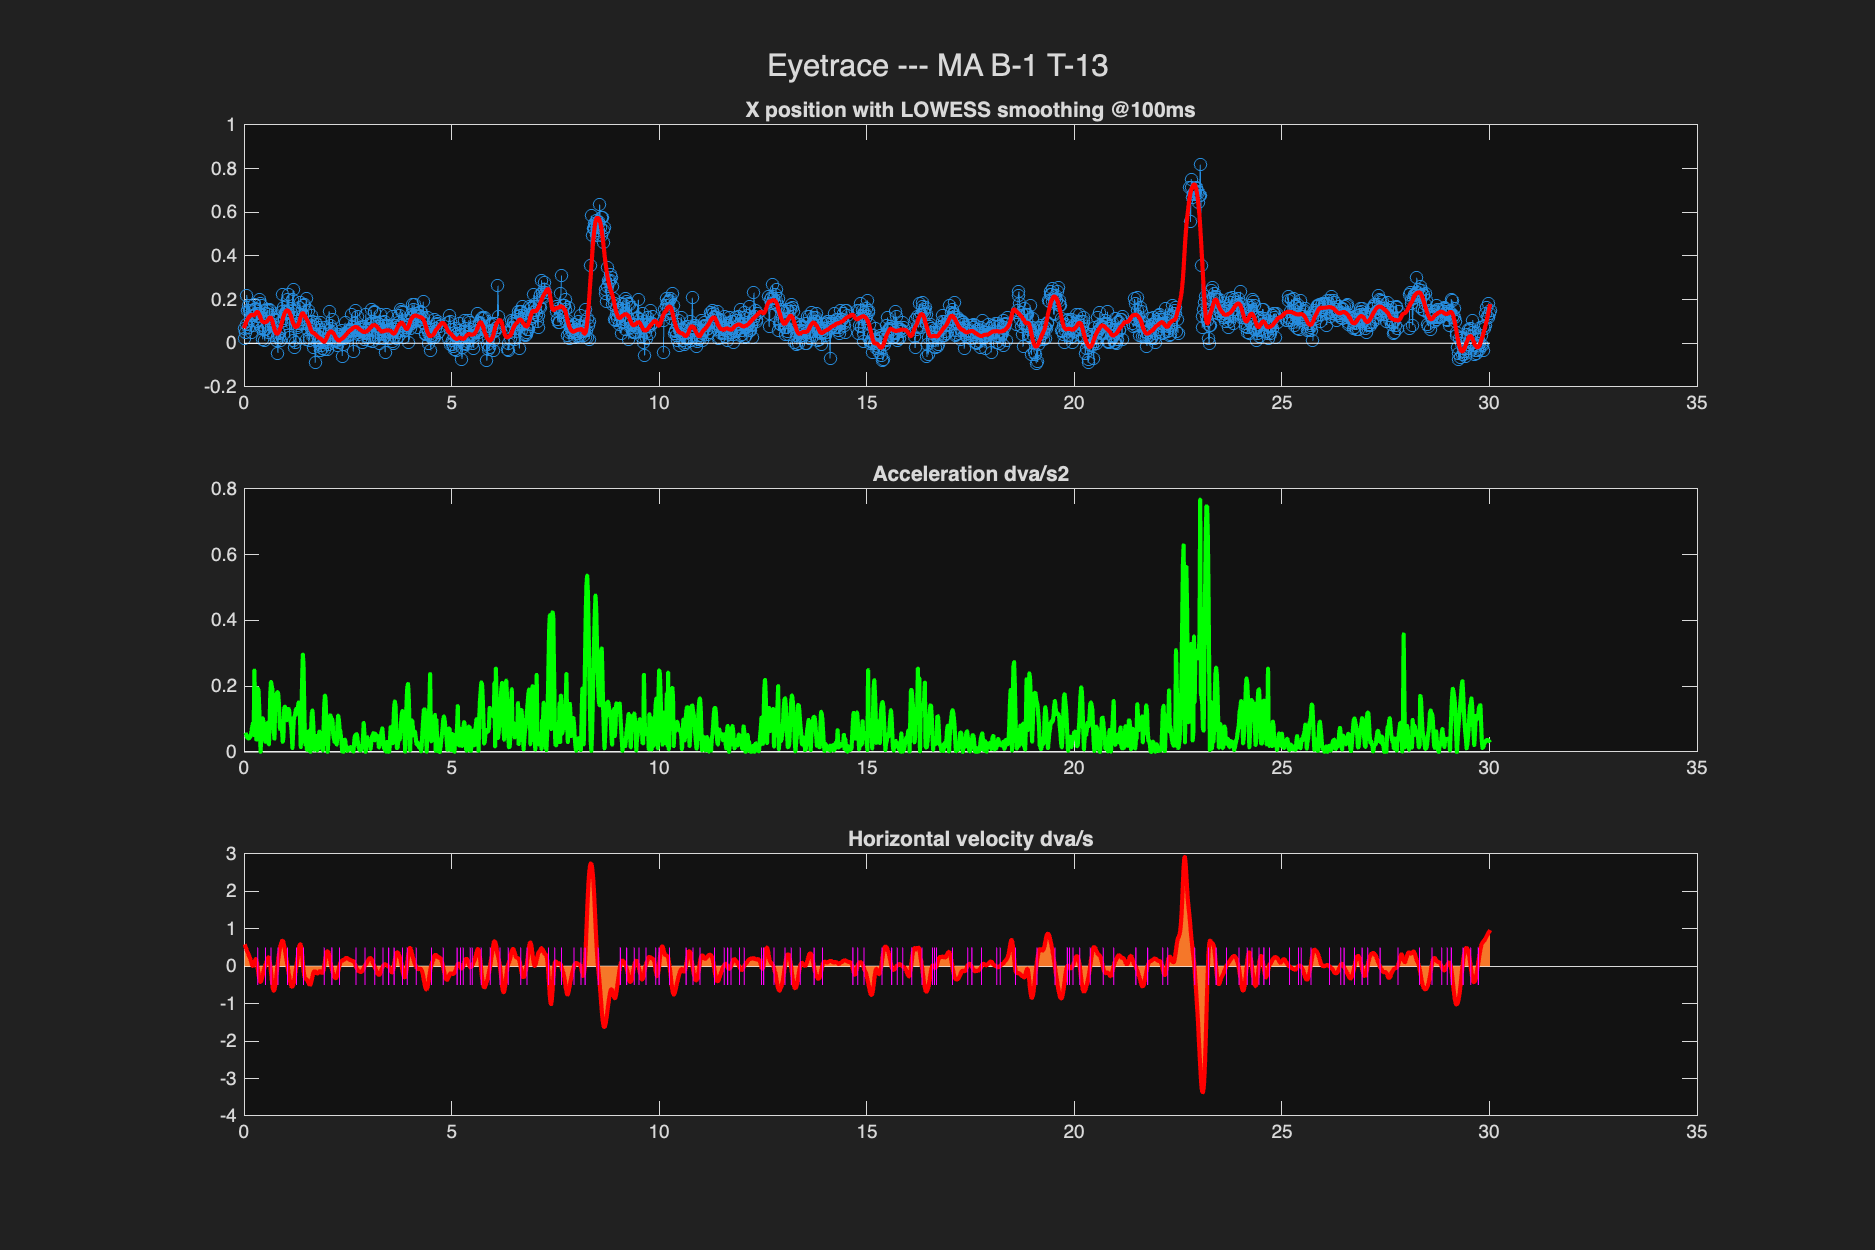 Eyetrace --- MA B-1 T-13
X position with LOWESS smoothing @100ms
1
0.8
0.6
0.4
0.2
0
-0.2
0 5 10 15 20 25 30 35
Acceleration dva/s2
0.8
0.6
0.4
0.2
0
0 5 10 15 20 25 30 35
Horizontal velocity dva/s
3
2
1
0
-1
-2
-3
-4
0 5 10 15 20 25 30 35